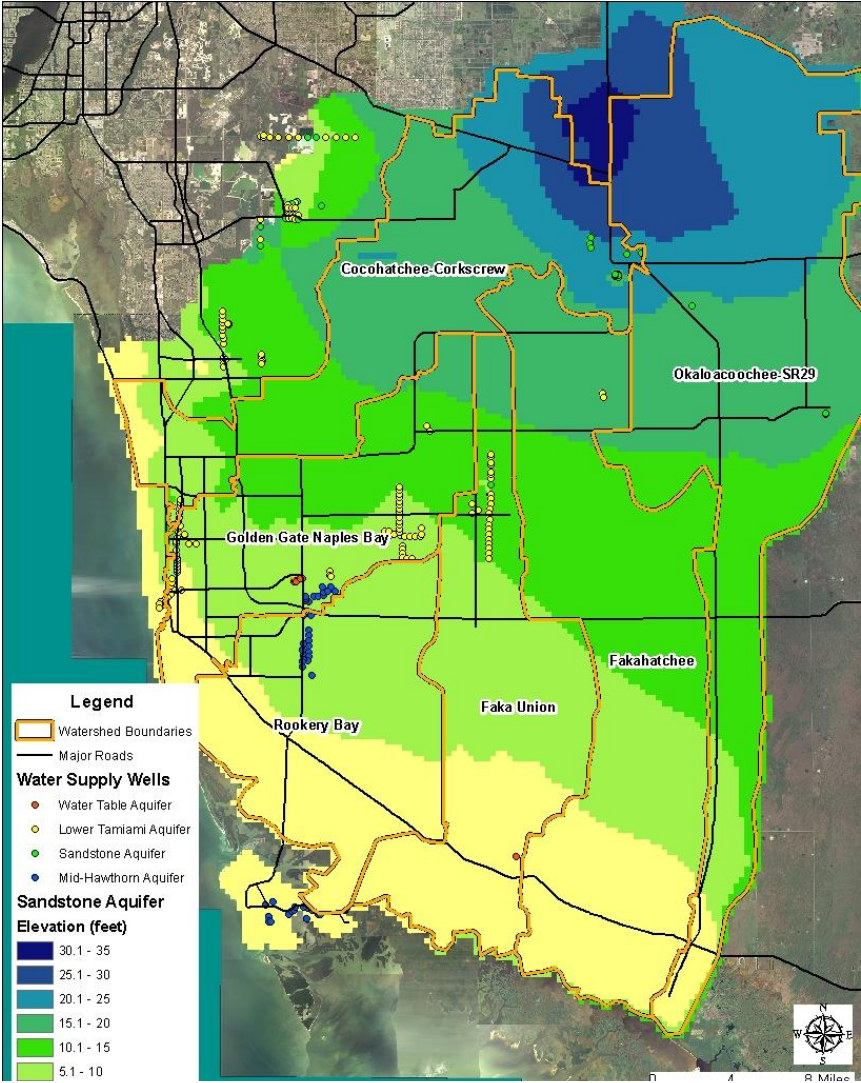 Cocohatchee-Corkscrew
Okaloacoochee-SR29
Golden Gate Naples Bay
Fakahatchee
Faka Union
Rookery Bay
Legend
Watershed Boundaries
Major Roads
Water Supply Wells
Water Table Aquifer
Lower Tamiami Aquifer
Sandstone Aquifer
Mid-Hawthorn Aquifer
Sandstone Aquifer
Elevation (feet)
30.1 - 35
25.1 - 30
20.1 - 25
15.1 - 20
10.1 - 15
5.1 - 10
N
W E
S
0 4 8 Miles